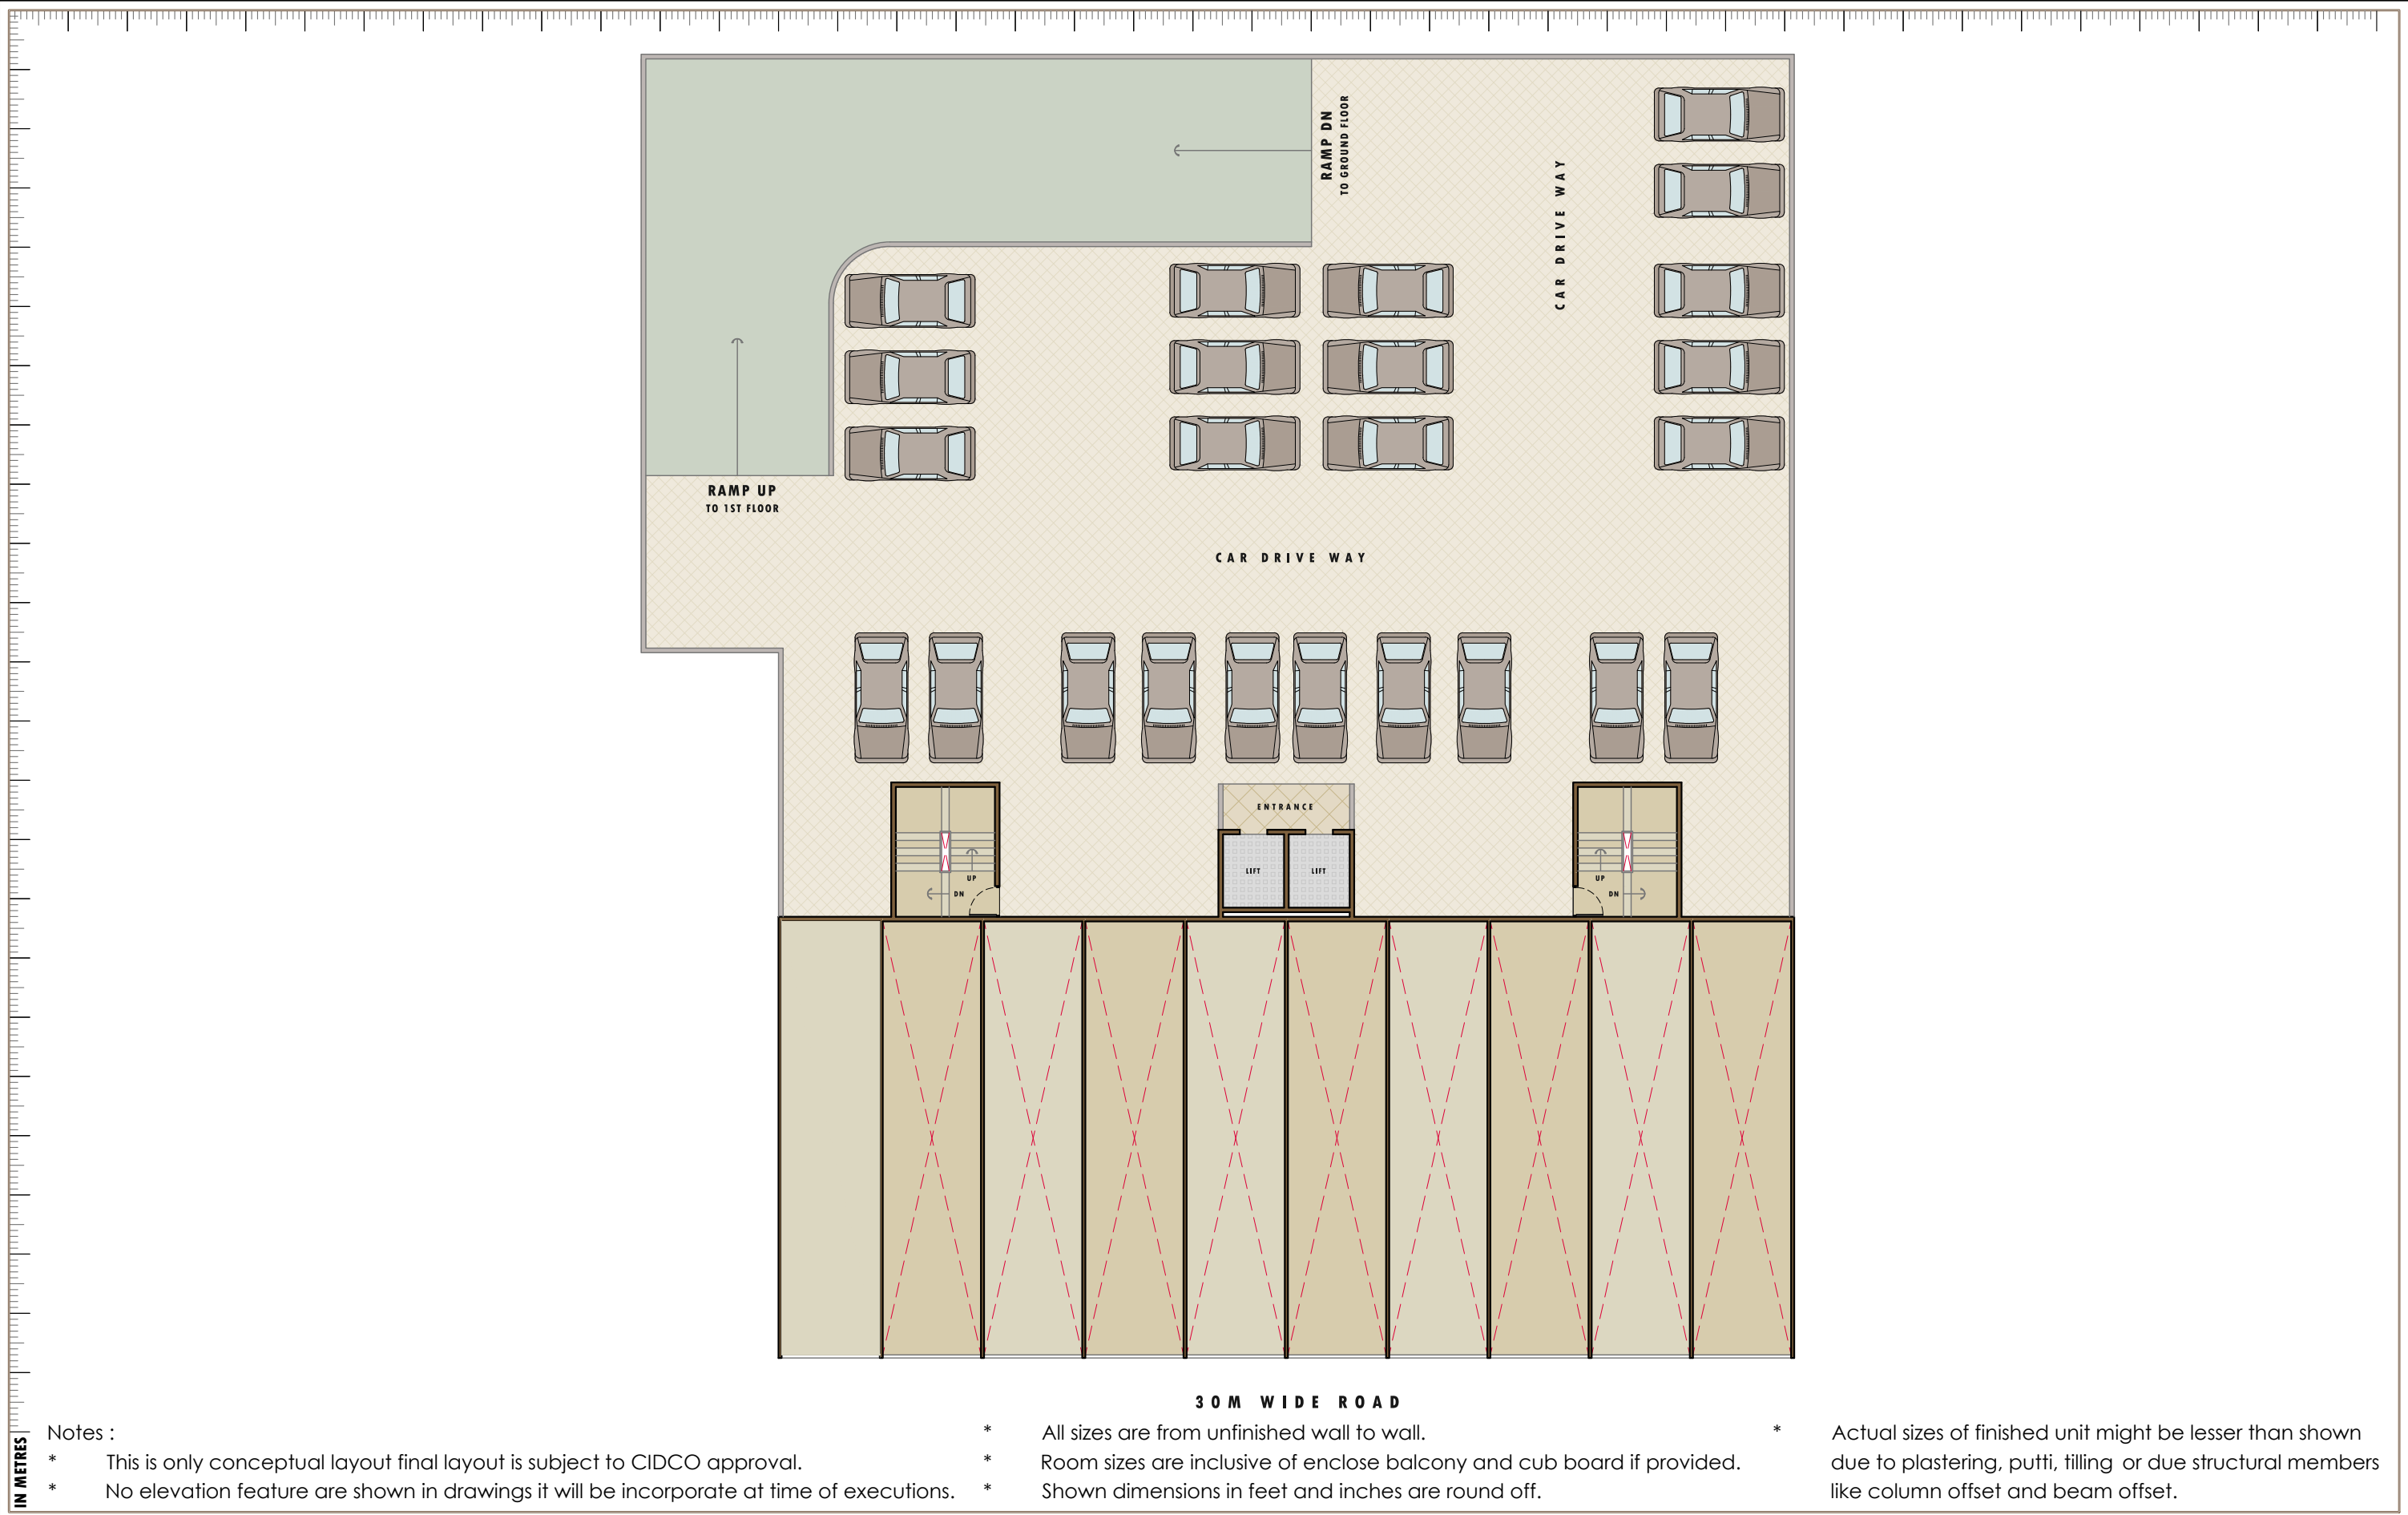 RAMP DN
TO GROUND FLOOR
CAR DRIVE WAY
RAMP UP
TO 1ST FLOOR
CAR DRIVE WAY
ENTRANCE
LIFT
LIFT
UP
DN
UP
DN
30M WIDE ROAD
IN METRES
Notes :
* This is only conceptual layout final layout is subject to CIDCO approval.
* No elevation feature are shown in drawings it will be incorporate at time of executions.
* All sizes are from unfinished wall to wall.
* Room sizes are inclusive of enclose balcony and cub board if provided.
* Shown dimensions in feet and inches are round off.
* Actual sizes of finished unit might be lesser than shown
due to plastering, putti, tilling or due structural members
like column offset and beam offset.